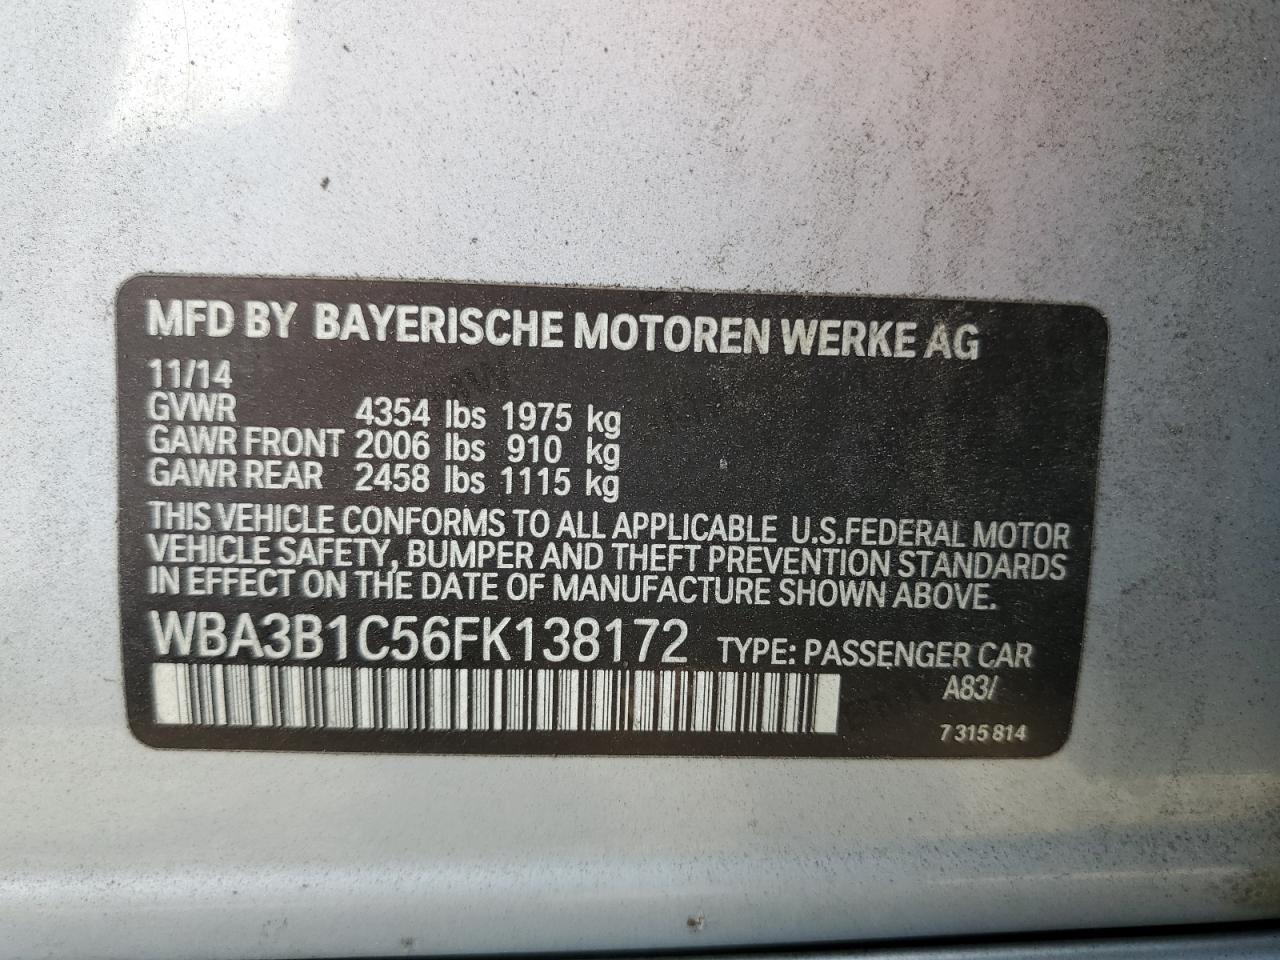 MFD BY BAYERISCHE MOTOREN WERKE AG
11/14
GVWR 4354 lbs 1975 kg
GAWR FRONT 2006 lbs 910 kg
GAWR REAR 2458 lbs 1115 kg
THIS VEHICLE CONFORMS TO ALL APPLICABLE U.S.FEDERAL MOTOR
VEHICLE SAFETY, BUMPER AND THEFT PREVENTION STANDARDS
IN EFFECT ON THE DATE OF MANUFACTURE SHOWN ABOVE.
WBA3B1C56FK138172 TYPE: PASSENGER CAR
A83/
7 315 814